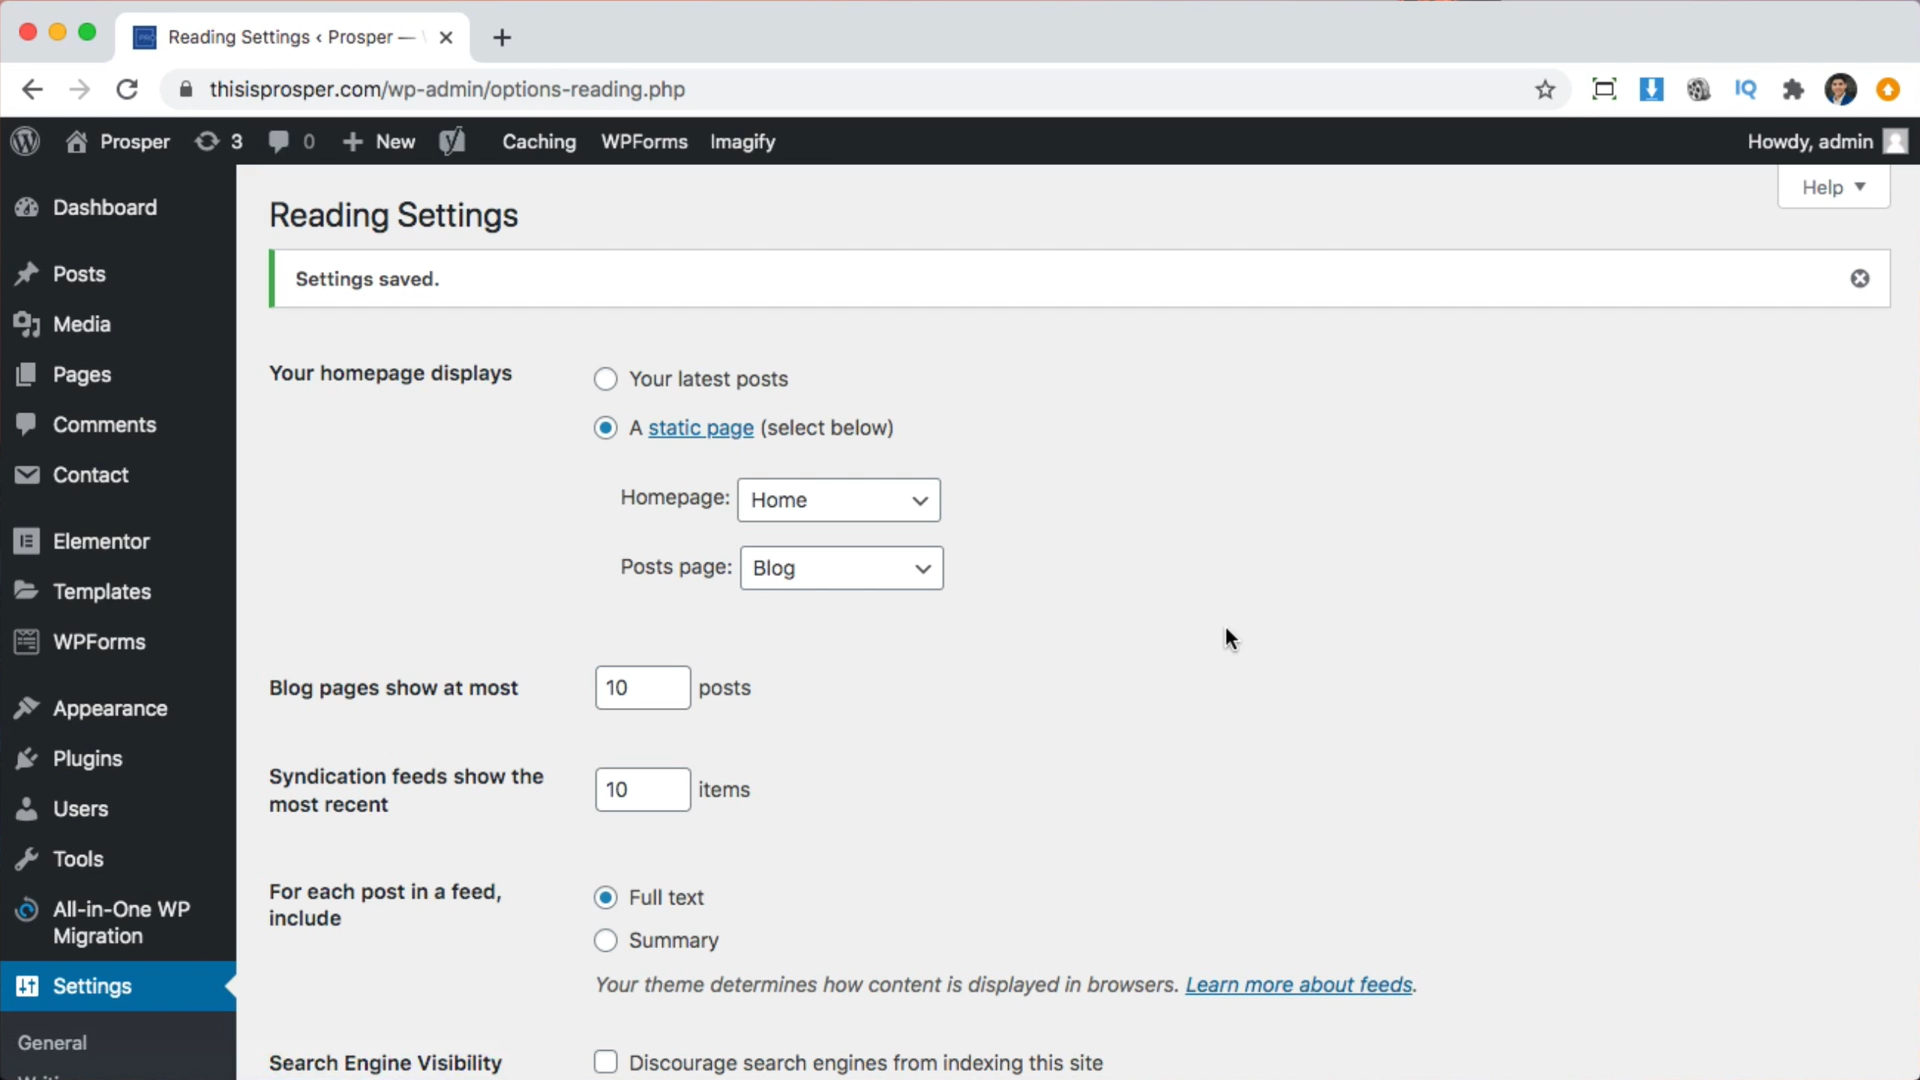 Reading Settings ‹ Prosper —
thisisprosper.com/wp-admin/options-reading.php
IQ
Prosper 3 0 New Caching WPForms Imagify Howdy, admin
Help
Dashboard
Posts
Media
Pages
Comments
Contact
Elementor
Templates
WPForms
Appearance
Plugins
Users
Tools
All-in-One WP
Migration
Settings
General
Reading Settings
Settings saved.
Your homepage displays
Your latest posts
A static page (select below)
Homepage: Home
Posts page: Blog
Blog pages show at most 10 posts
Syndication feeds show the
most recent
10 items
For each post in a feed,
include
Full text
Summary
Your theme determines how content is displayed in browsers. Learn more about feeds.
Search Engine Visibility Discourage search engines from indexing this site